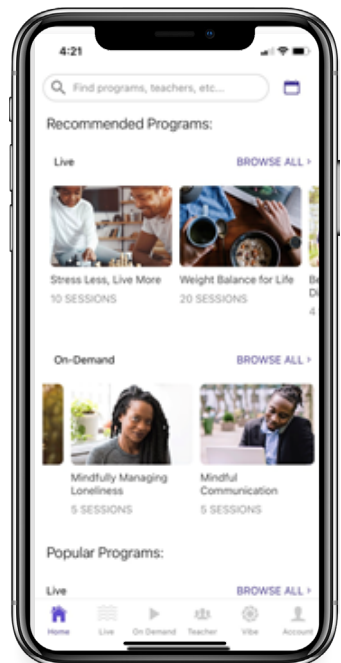 4:21
Find programs, teachers, etc...
Recommended Programs:
Live
BROWSE ALL ›
Stress Less, Live More
Weight Balance for Life
10 SESSIONS
20 SESSIONS
4
On-Demand
BROWSE ALL ›
Mindfully Managing
Loneliness
Mindful
Communication
5 SESSIONS
5 SESSIONS
Popular Programs:
Live
BROWSE ALL ›
Home
Live
On Demand
Teacher
Vibe
Account